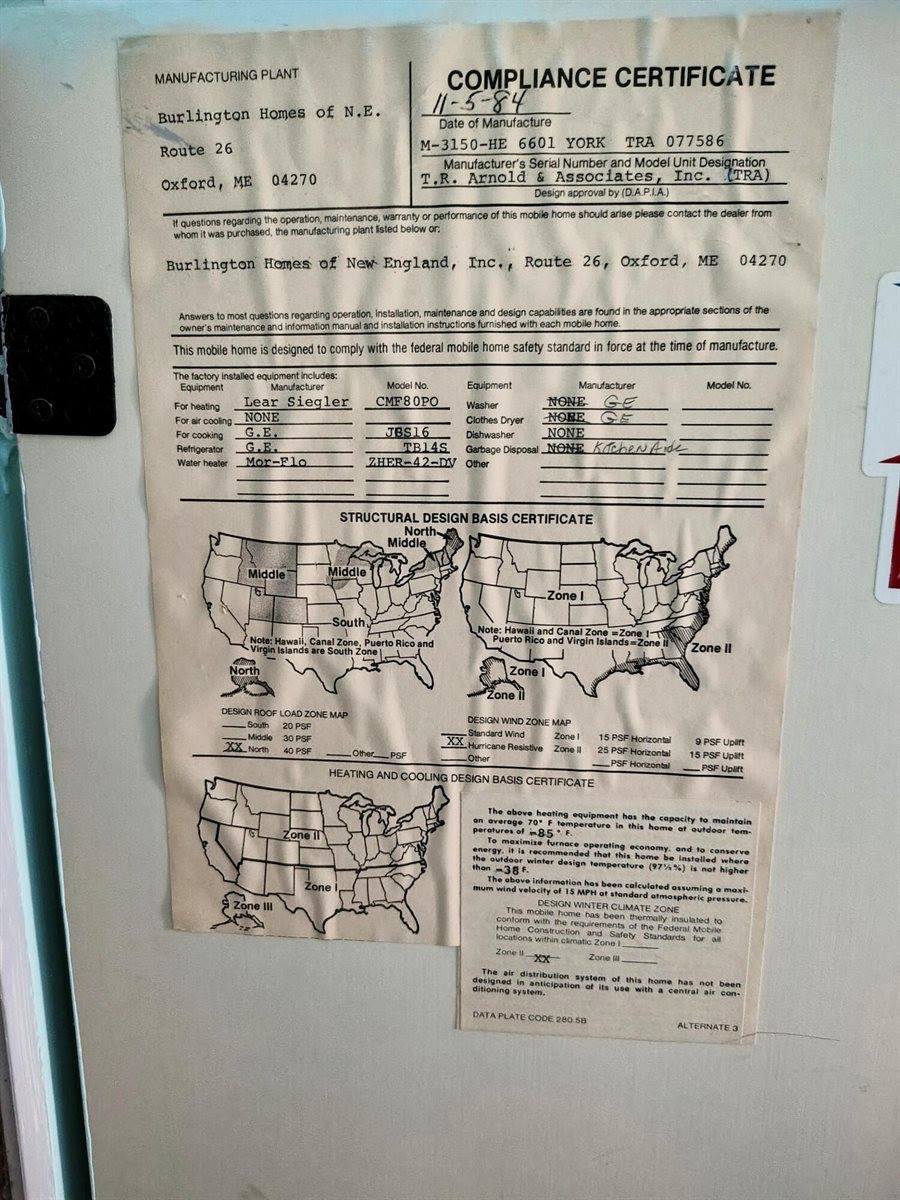 MANUFACTURING PLANT
Burlington Homes of N.E.
Route 26
Oxford, ME 04270
COMPLIANCE CERTIFICATE
11-5-84
Date of Manufacture
M-3150-HE 6601 YORK TRA 077586
Manufacturer's Serial Number and Model Unit Designation
T.R. Arnold & Associates, Inc. (TRA)
Design approval by (D.A.P.I.A.)
If questions regarding the operation, maintenance, warranty or performance of this mobile home should arise please contact the dealer from
whom it was purchased, the manufacturing plant listed below or:
Burlington Homes of New England, Inc., Route 26, Oxford, ME 04270
Answers to most questions regarding operation, installation, maintenance and design capabilities are found in the appropriate sections of the
owner's maintenance and information manual and installation instructions furnished with each mobile home.
This mobile home is designed to comply with the federal mobile home safety standard in force at the time of manufacture.
The factory installed equipment includes:
Equipment Manufacturer Model No. Equipment Manufacturer Model No.
For heating Lear Siegler CMF80PO Washer NONE GE
For air cooling NONE Clothes Dryer NONE GE
For cooking G.E. JBS16 Dishwasher NONE
Refrigerator G.E. TB14S Garbage Disposal NONE KitchenAide
Water heater Mor-Flo ZHER-42-DV Other
STRUCTURAL DESIGN BASIS CERTIFICATE
North
Middle
Middle
Middle
South
Note: Hawaii, Canal Zone, Puerto Rico and
Virgin Islands are South Zone
North
Zone I
Note: Hawaii and Canal Zone = Zone I
Puerto Rico and Virgin Islands = Zone II
Zone II
Zone I
Zone II
DESIGN ROOF LOAD ZONE MAP
South 20 PSF
Middle 30 PSF
XX North 40 PSF Other PSF
DESIGN WIND ZONE MAP
Standard Wind Zone I 15 PSF Horizontal 9 PSF Uplift
XX Hurricane Resistive Zone II 25 PSF Horizontal 15 PSF Uplift
Other PSF Horizontal PSF Uplift
HEATING AND COOLING DESIGN BASIS CERTIFICATE
Zone II
Zone I
Zone III
The above heating equipment has the capacity to maintain
an average 70° F temperature in this home at outdoor tem-
peratures of -85 ° F.
To maximize furnace operating economy, and to conserve
energy, it is recommended that this home be installed where
the outdoor winter design temperature (97½%) is not higher
than -38 F.
The above information has been calculated assuming a maxi-
mum wind velocity of 15 MPH at standard atmospheric pressure.
DESIGN WINTER CLIMATE ZONE
This mobile home has been thermally insulated to
conform with the requirements of the Federal Mobile
Home Construction and Safety Standards for all
locations within climatic Zone I
Zone II XX Zone III
The air distribution system of this home has not been
designed in anticipation of its use with a central air con-
ditioning system.
DATA PLATE CODE 280.5B
ALTERNATE 3